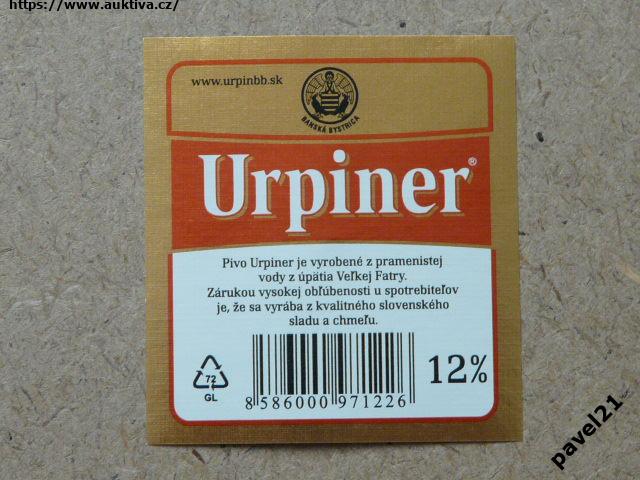 https://www.auktiva.cz/
www.urpinbb.sk
BANSKÁ BYSTRICA
Urpiner®
Pivo Urpiner je vyrobené z pramenistej
vody z úpätia Veľkej Fatry.
Zárukou vysokej obľúbenosti u spotrebiteľov
je, že sa vyrába z kvalitného slovenského
sladu a chmeľu.
72
GL
8 586000 971226
12%
pavel21